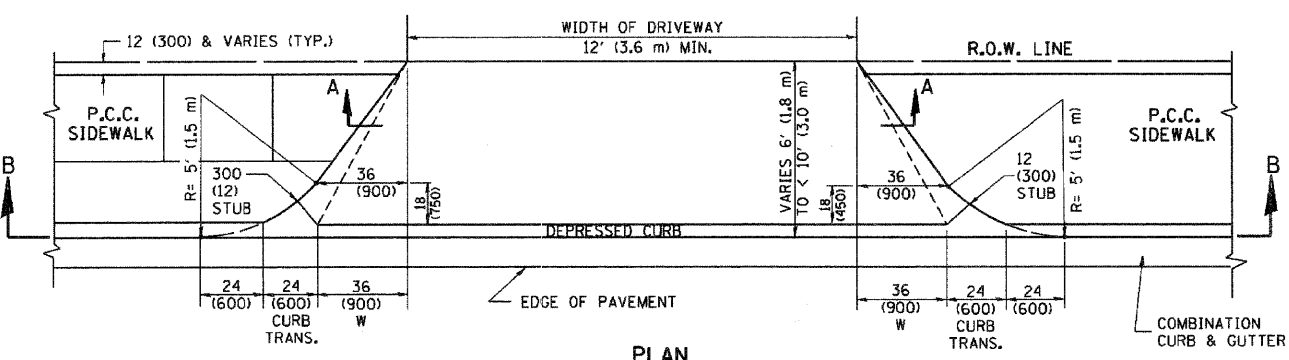 WIDTH OF DRIVEWAY
12' (3.6 m) MIN.
12 (300) & VARIES (TYP.)
R.O.W. LINE
A
A
P.C.C.
SIDEWALK
P.C.C.
SIDEWALK
R= 5' (1.5 m)
VARIES 6' (1.8 m)
TO < 10' (3.0 m)
R= 5' (1.5 m)
B
B
300
(12)
STUB
36
(900)
18
(750)
18
(450)
36
(900)
12
(300)
STUB
DEPRESSED CURB
24
(600)
24
(600)
CURB
TRANS.
36
(900)
W
EDGE OF PAVEMENT
36
(900)
W
24
(600)
CURB
TRANS.
24
(600)
COMBINATION
CURB & GUTTER
PLAN